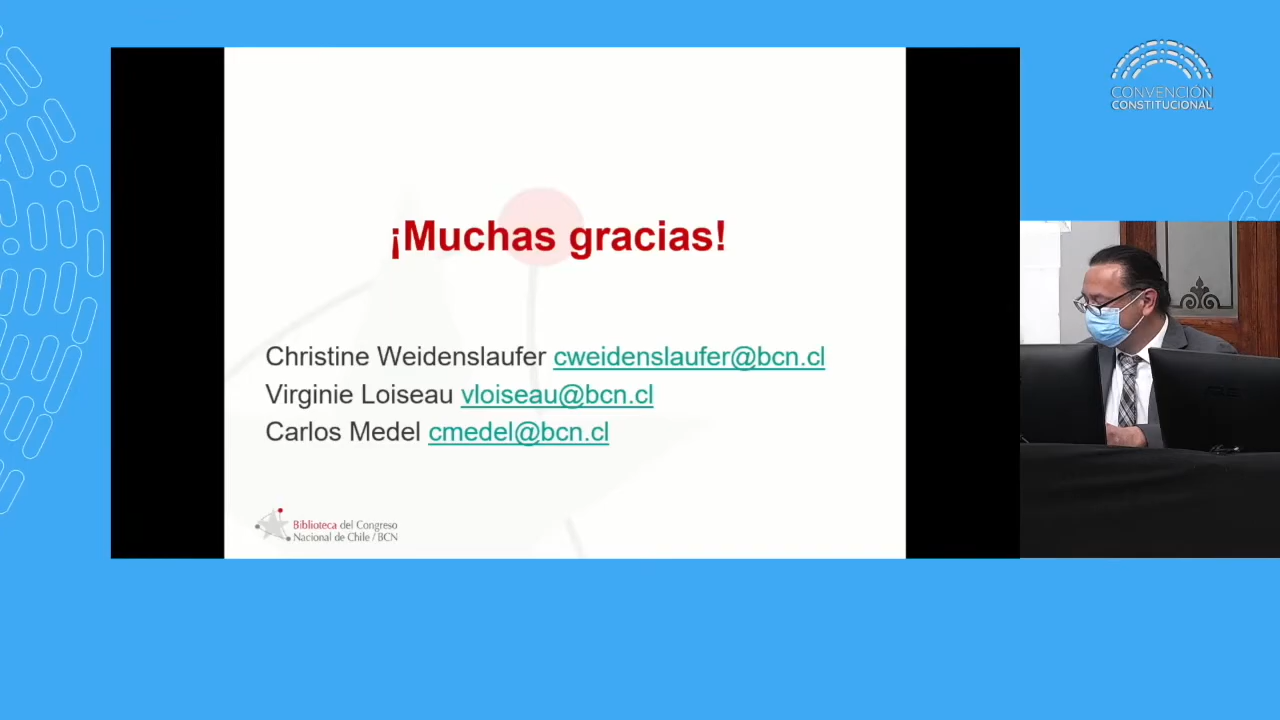 CONVENCIÓN
CONSTITUCIONAL
¡Muchas gracias!
Christine Weidenslaufer cweidenslaufer@bcn.cl
Virginie Loiseau vloiseau@bcn.cl
Carlos Medel cmedel@bcn.cl
Biblioteca del Congreso
Nacional de Chile / BCN